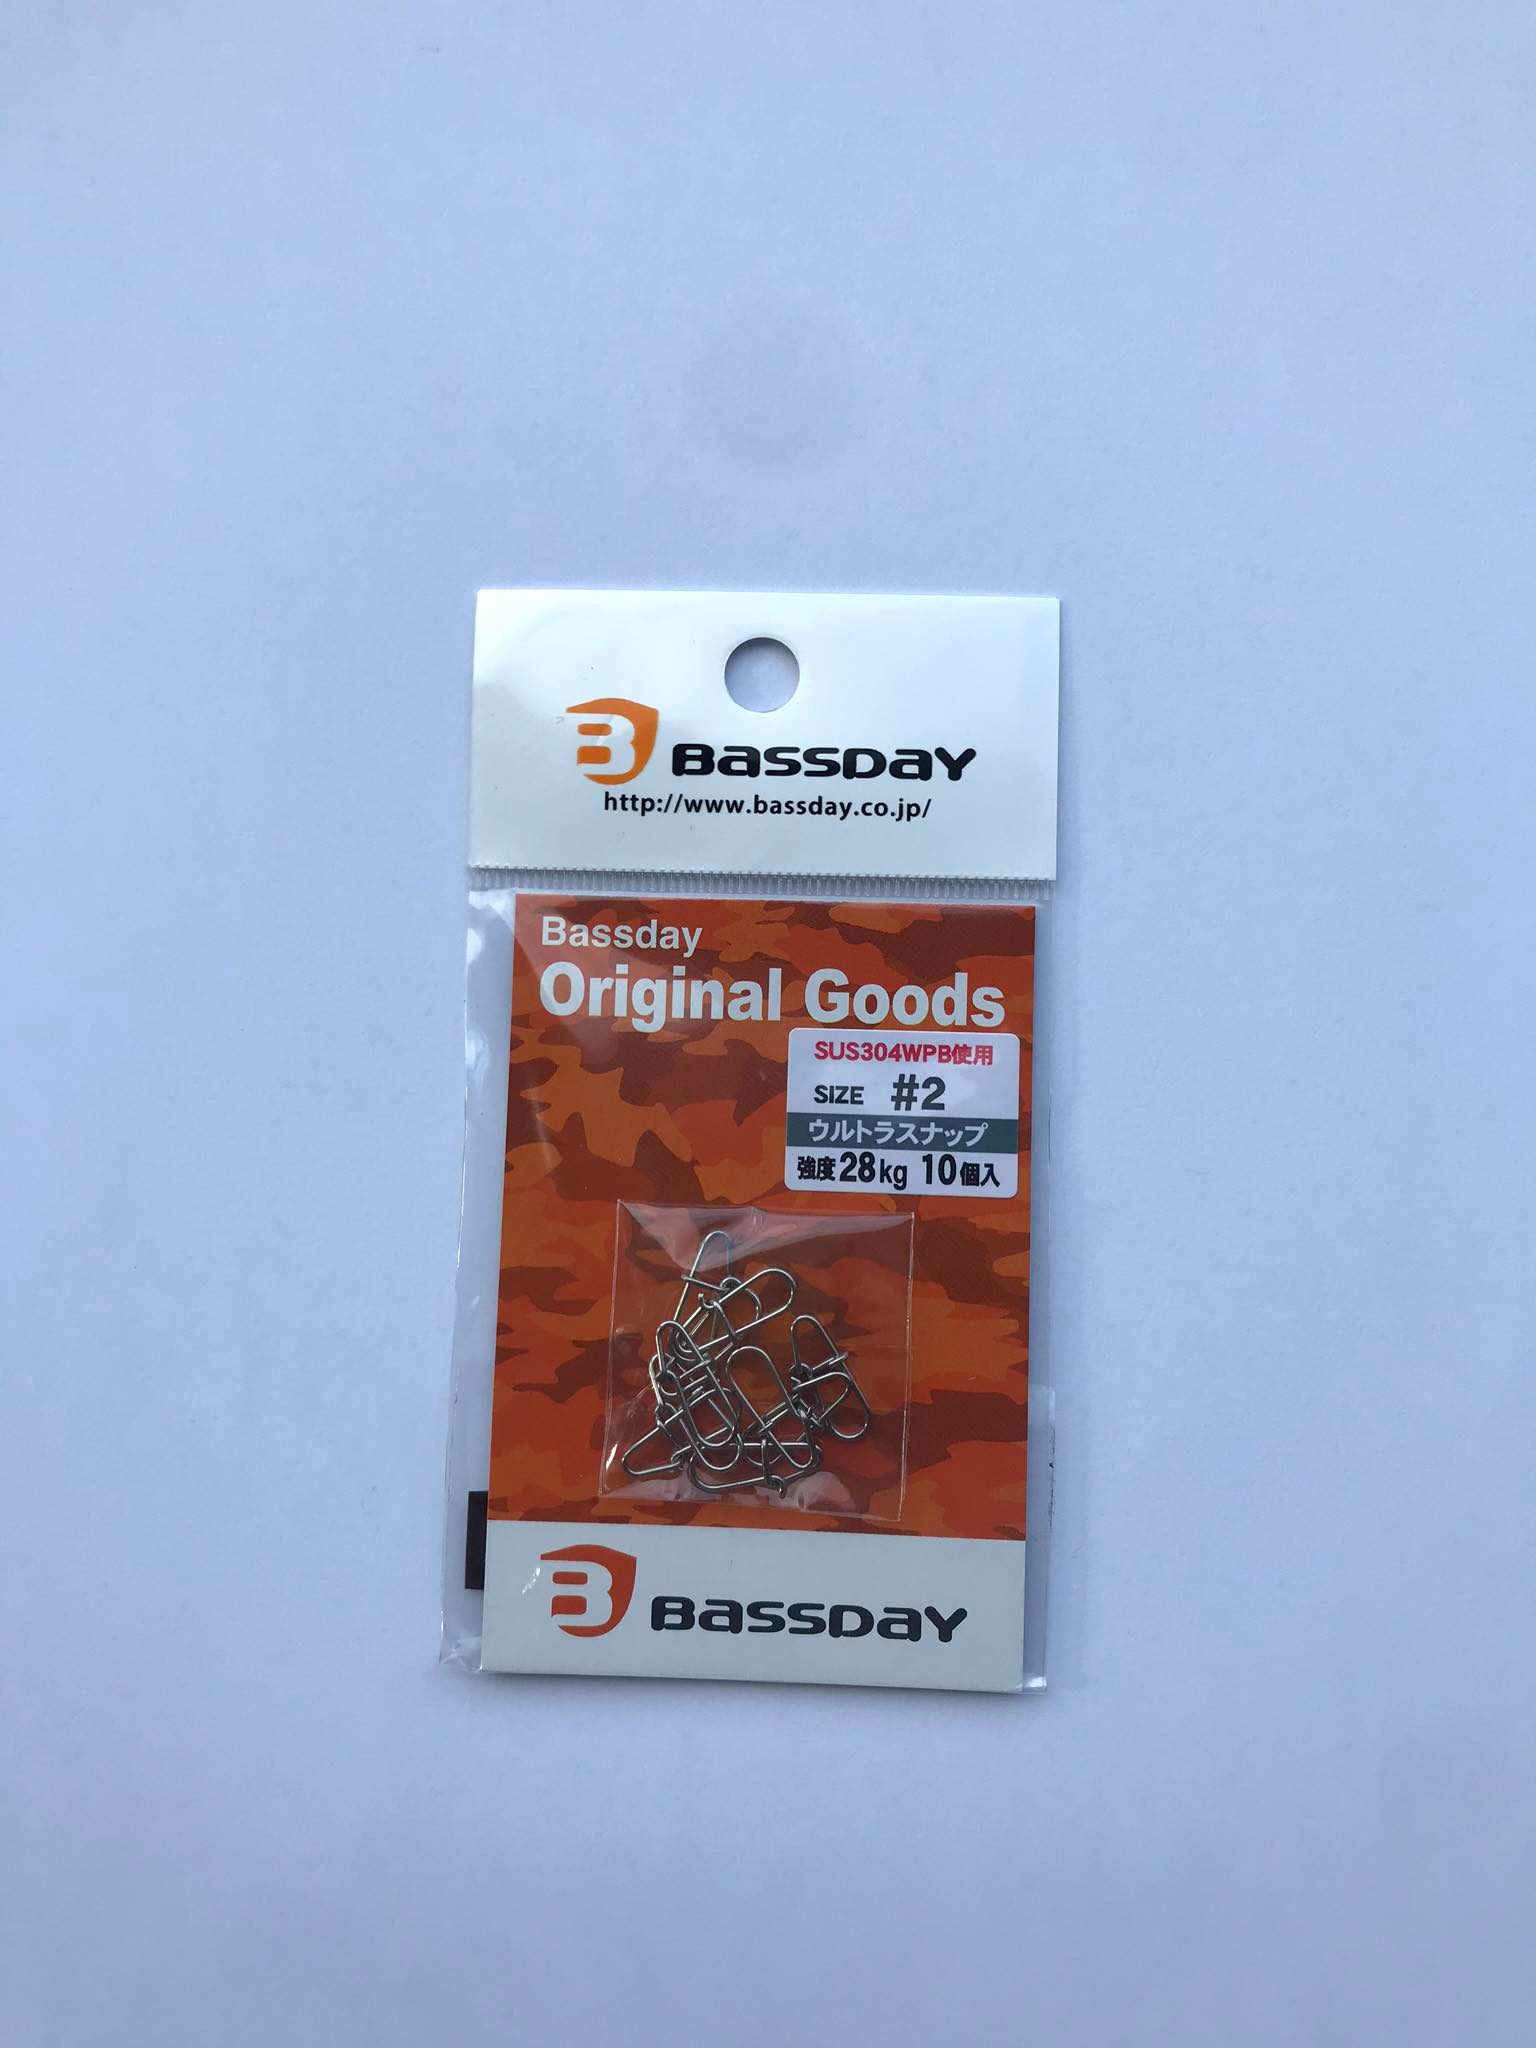 B BASSDAY
http://www.bassday.co.jp/
Bassday
Original Goods
SUS304WPB使用
SIZE #2
ウルトラスナップ
強度28kg 10個入
B BASSDAY